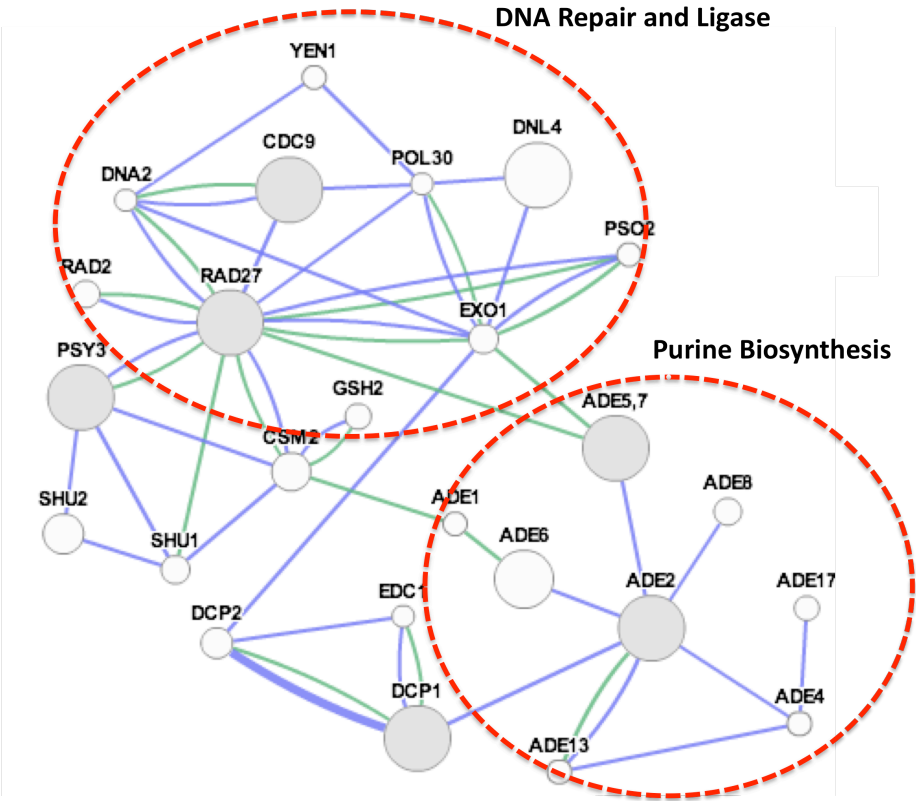 DNA Repair and Ligase
YEN1
DNL4
CDC9
POL30
DNA2
PSO2
RAD2
RAD27
EXO1
PSY3
Purine Biosynthesis
GSH2
ADE5,7
CSM2
ADE8
SHU2
ADE1
ADE6
SHU1
ADE2
ADE17
EDC1
DCP2
DCP1
ADE4
ADE13